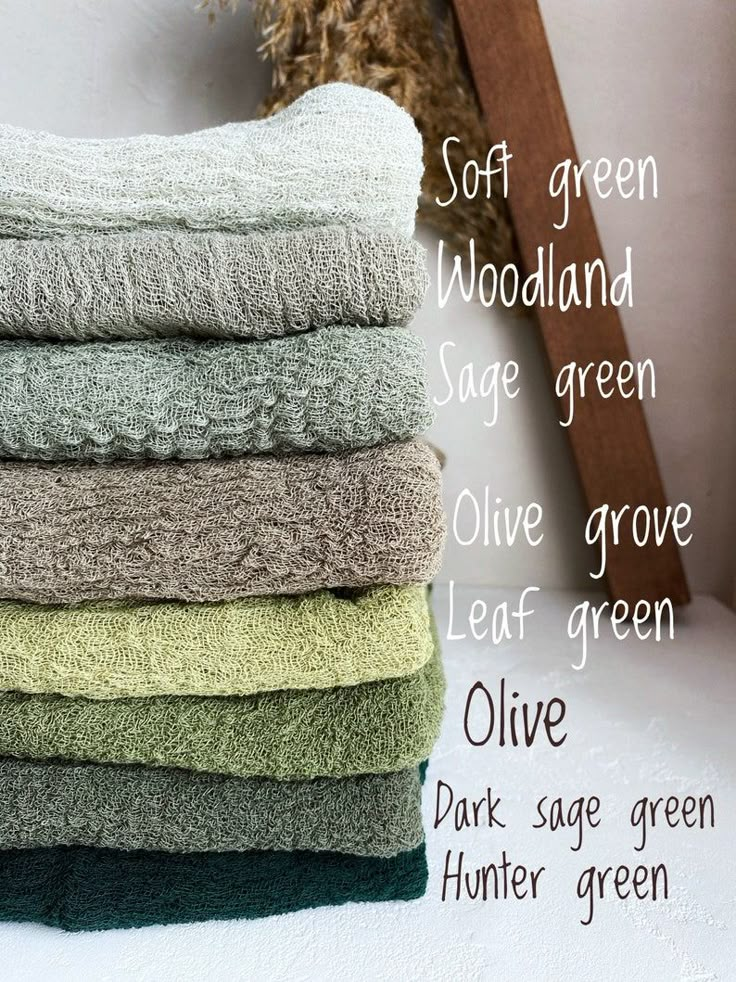 Soft green
Woodland
Sage green
Olive grove
Leaf green
Olive
Dark sage green
Hunter green